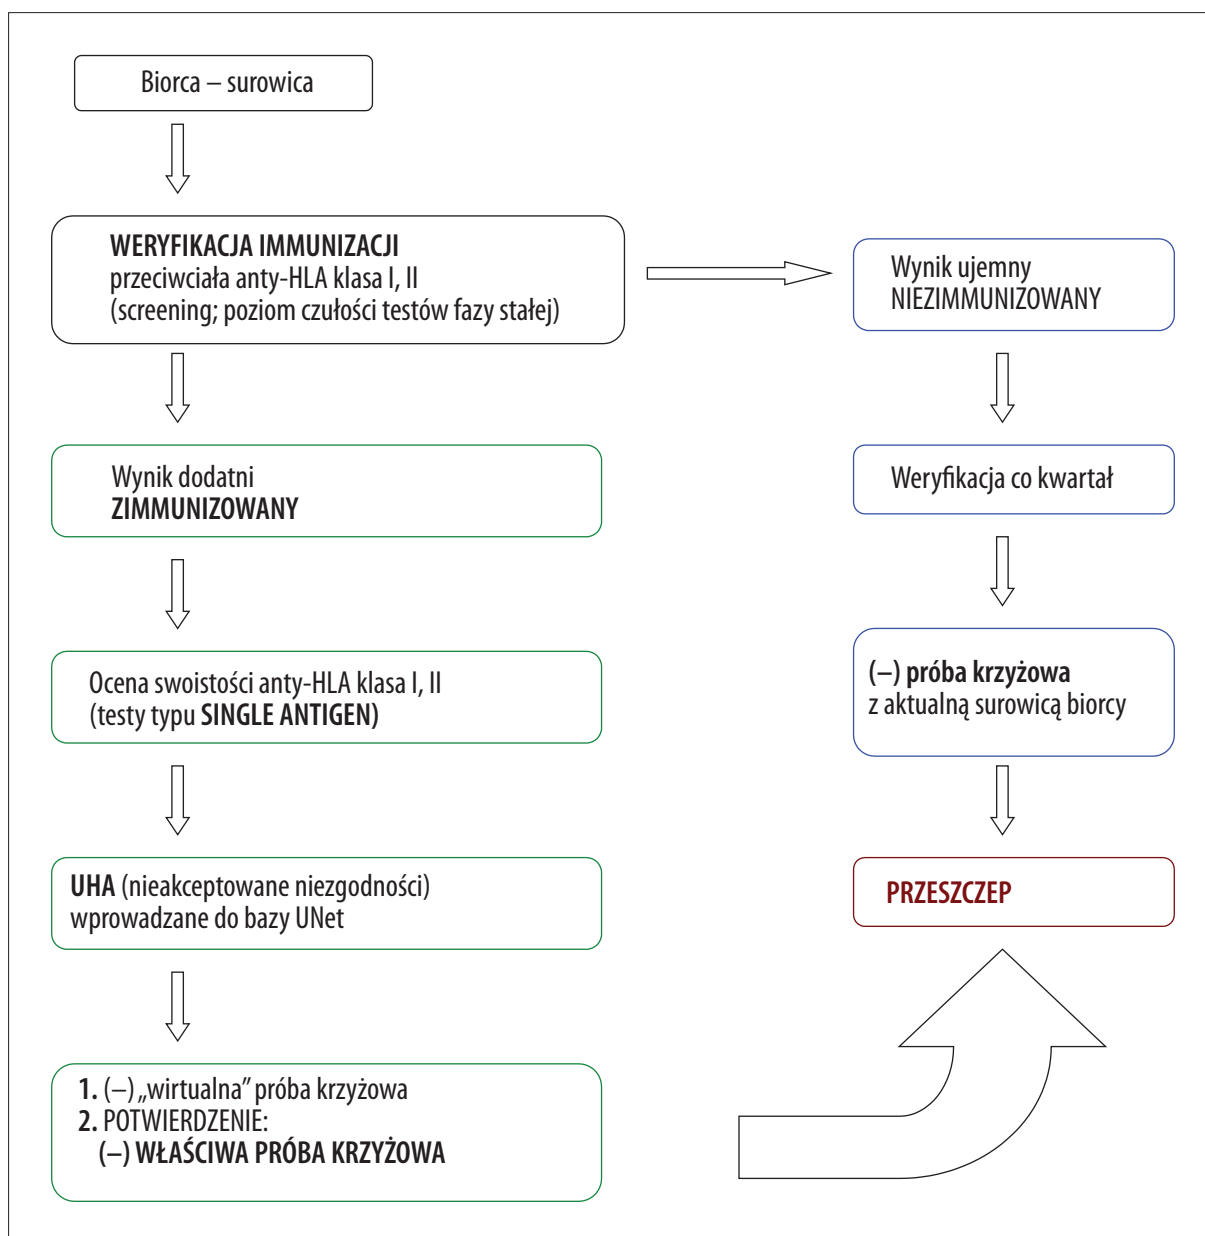 Biorca – surowica
WERYFIKACJA IMMUNIZACJI
przeciwciała anty-HLA klasa I, II
(screening; poziom czułości testów fazy stałej)
Wynik ujemny
NIEZIMMUNIZOWANY
Wynik dodatni
ZIMMUNIZOWANY
Weryfikacja co kwartał
Ocena swoistości anty-HLA klasa I, II
(testy typu SINGLE ANTIGEN)
(–) próba krzyżowa
z aktualną surowicą biorcy
UHA (nieakceptowane niezgodności)
wprowadzane do bazy UNet
PRZESZCZEP
1. (–) „wirtualna” próba krzyżowa
2. POTWIERDZENIE:
(–) WŁAŚCIWA PRÓBA KRZYŻOWA